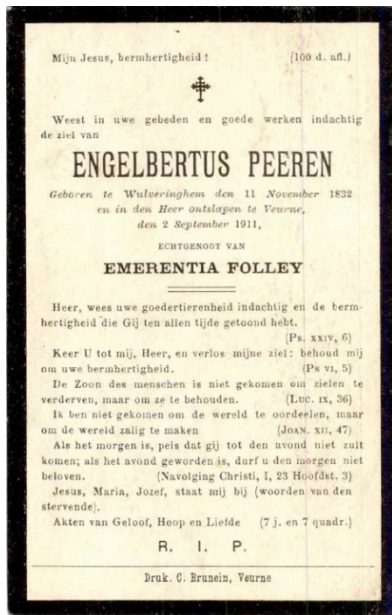 Mijn Jesus, bermhertigheid ! (100 d. afl.)
Weest in uwe gebeden en goede werken indachtig
de ziel van
ENGELBERTUS PEEREN
Geboren te Wulveringhem den 11 November 1832
en in den Heer ontslapen te Veurne,
den 2 September 1911,
ECHTGENOOT VAN
EMERENTIA FOLLEY
Heer, wees uwe goedertierenheid indachtig en de berm-
hertigheid die Gij ten allen tijde getoond hebt.
(Ps. XXIV, 6)
Keer U tot mij, Heer, en verlos mijne ziel : behoud mij
om uwe bermhertigheid. (Ps VI, 5)
De Zoon des menschen is niet gekomen om zielen te
verderven, maar om ze te behouden. (Luc. IX, 36)
Ik ben niet gekomen om de wereld te oordeelen, maar
om de wereld zalig te maken (JOAN. XII, 47)
Als het morgen is, peis dat gij tot den avond niet zult
komen; als het avond geworden is, durf u den morgen niet
beloven. (Navolging Christi, I, 23 Hoofdst. 3)
Jesus, Maria, Jozef, staat mij bij (woorden van den
stervende).
Akten van Geloof, Hoop en Liefde (7 j. en 7 quadr.)
R. I. P.
Druk. C. Brunein, Veurne